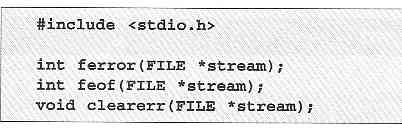 #include <stdio.h>
int ferror(FILE *stream);
int feof(FILE *stream);
void clearerr(FILE *stream);